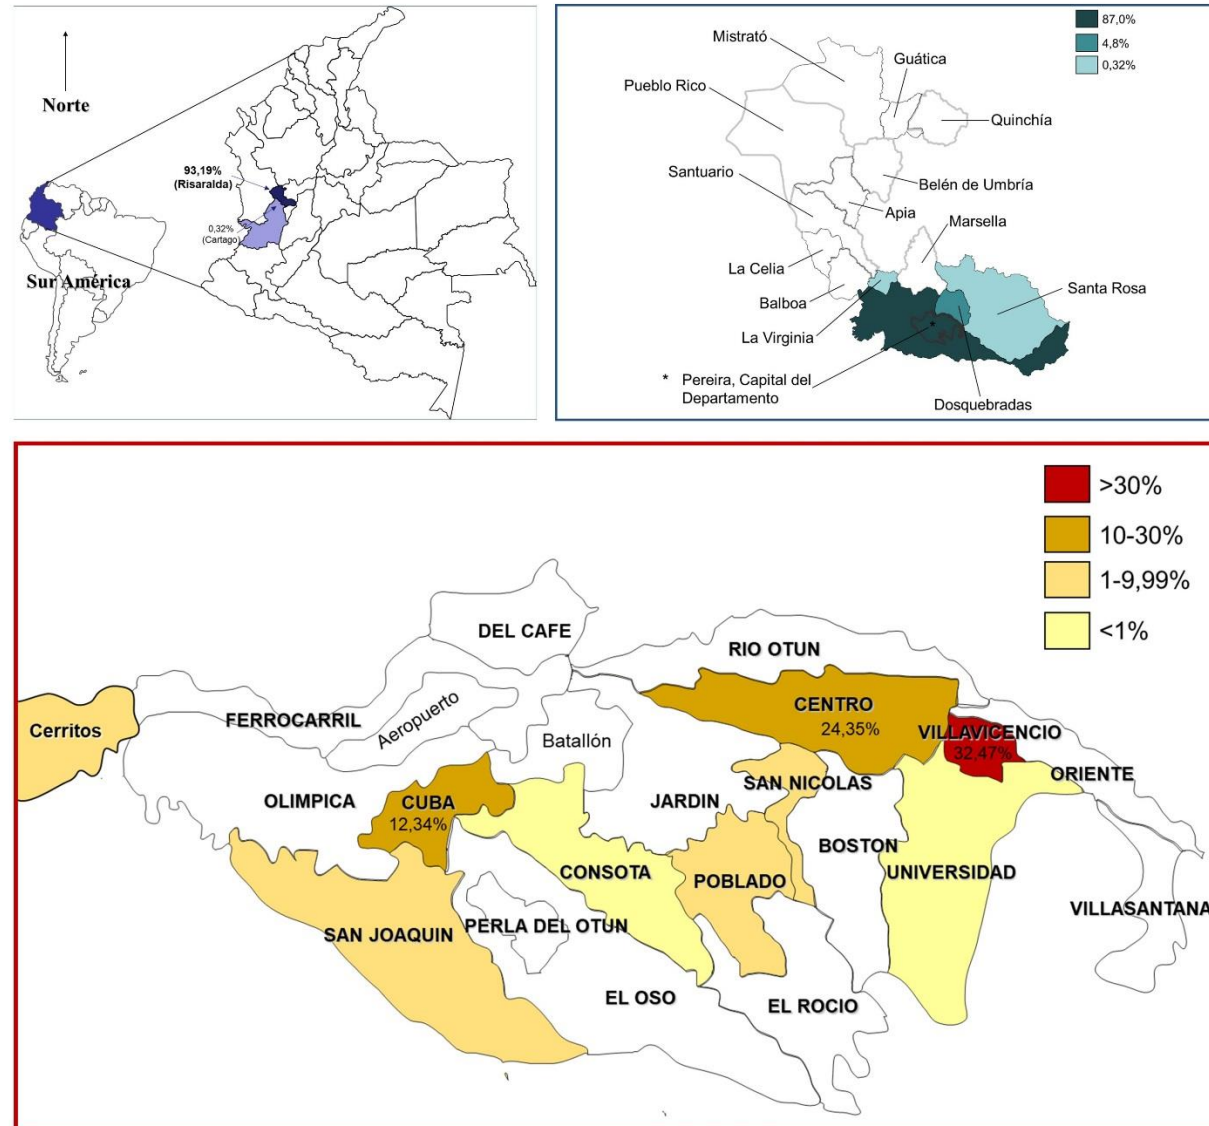 Norte
93,19%
(Risaralda)
0,32%
(Cartago)
Sur América
87,0%
4,8%
0,32%
Mistrató
Guática
Pueblo Rico
Quinchía
Santuario
Belén de Umbría
Apia
Marsella
La Celia
Santa Rosa
Balboa
La Virginia
* Pereira, Capital del
Departamento
Dosquebradas
*
>30%
10-30%
1-9,99%
<1%
DEL CAFE
RIO OTUN
CENTRO
24,35%
FERROCARRIL
Aeropuerto
Cerritos
Batallón
VILLAVICENCIO
32,47%
ORIENTE
SAN NICOLAS
OLIMPICA
CUBA
12,34%
JARDIN
BOSTON
CONSOTA
POBLADO
UNIVERSIDAD
VILLASANTANA
SAN JOAQUIN
PERLA DEL OTUN
EL OSO
EL ROCIO